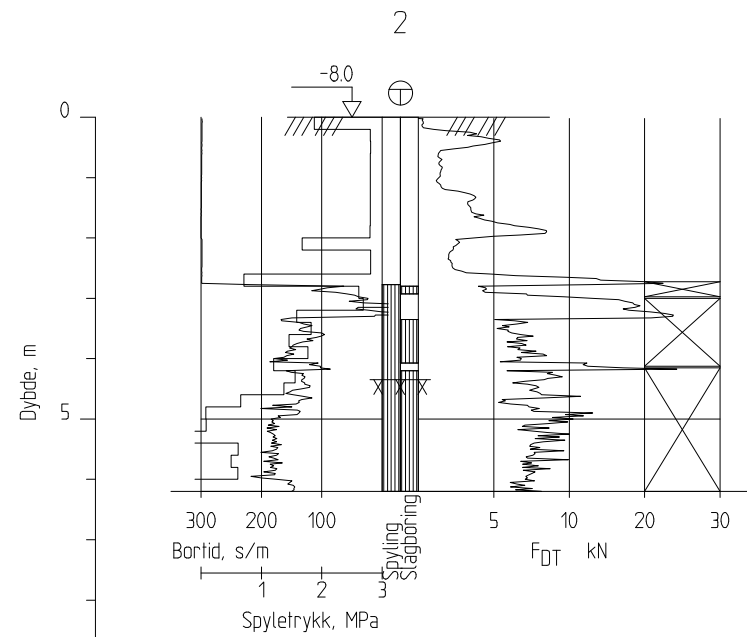 2
-8.0
0
Dybde, m
5
300 200 100 5 10 20 30
Bortid, s/m
Spyling
Slagboring
FDT kN
1 2 3
Spyletrykk, MPa